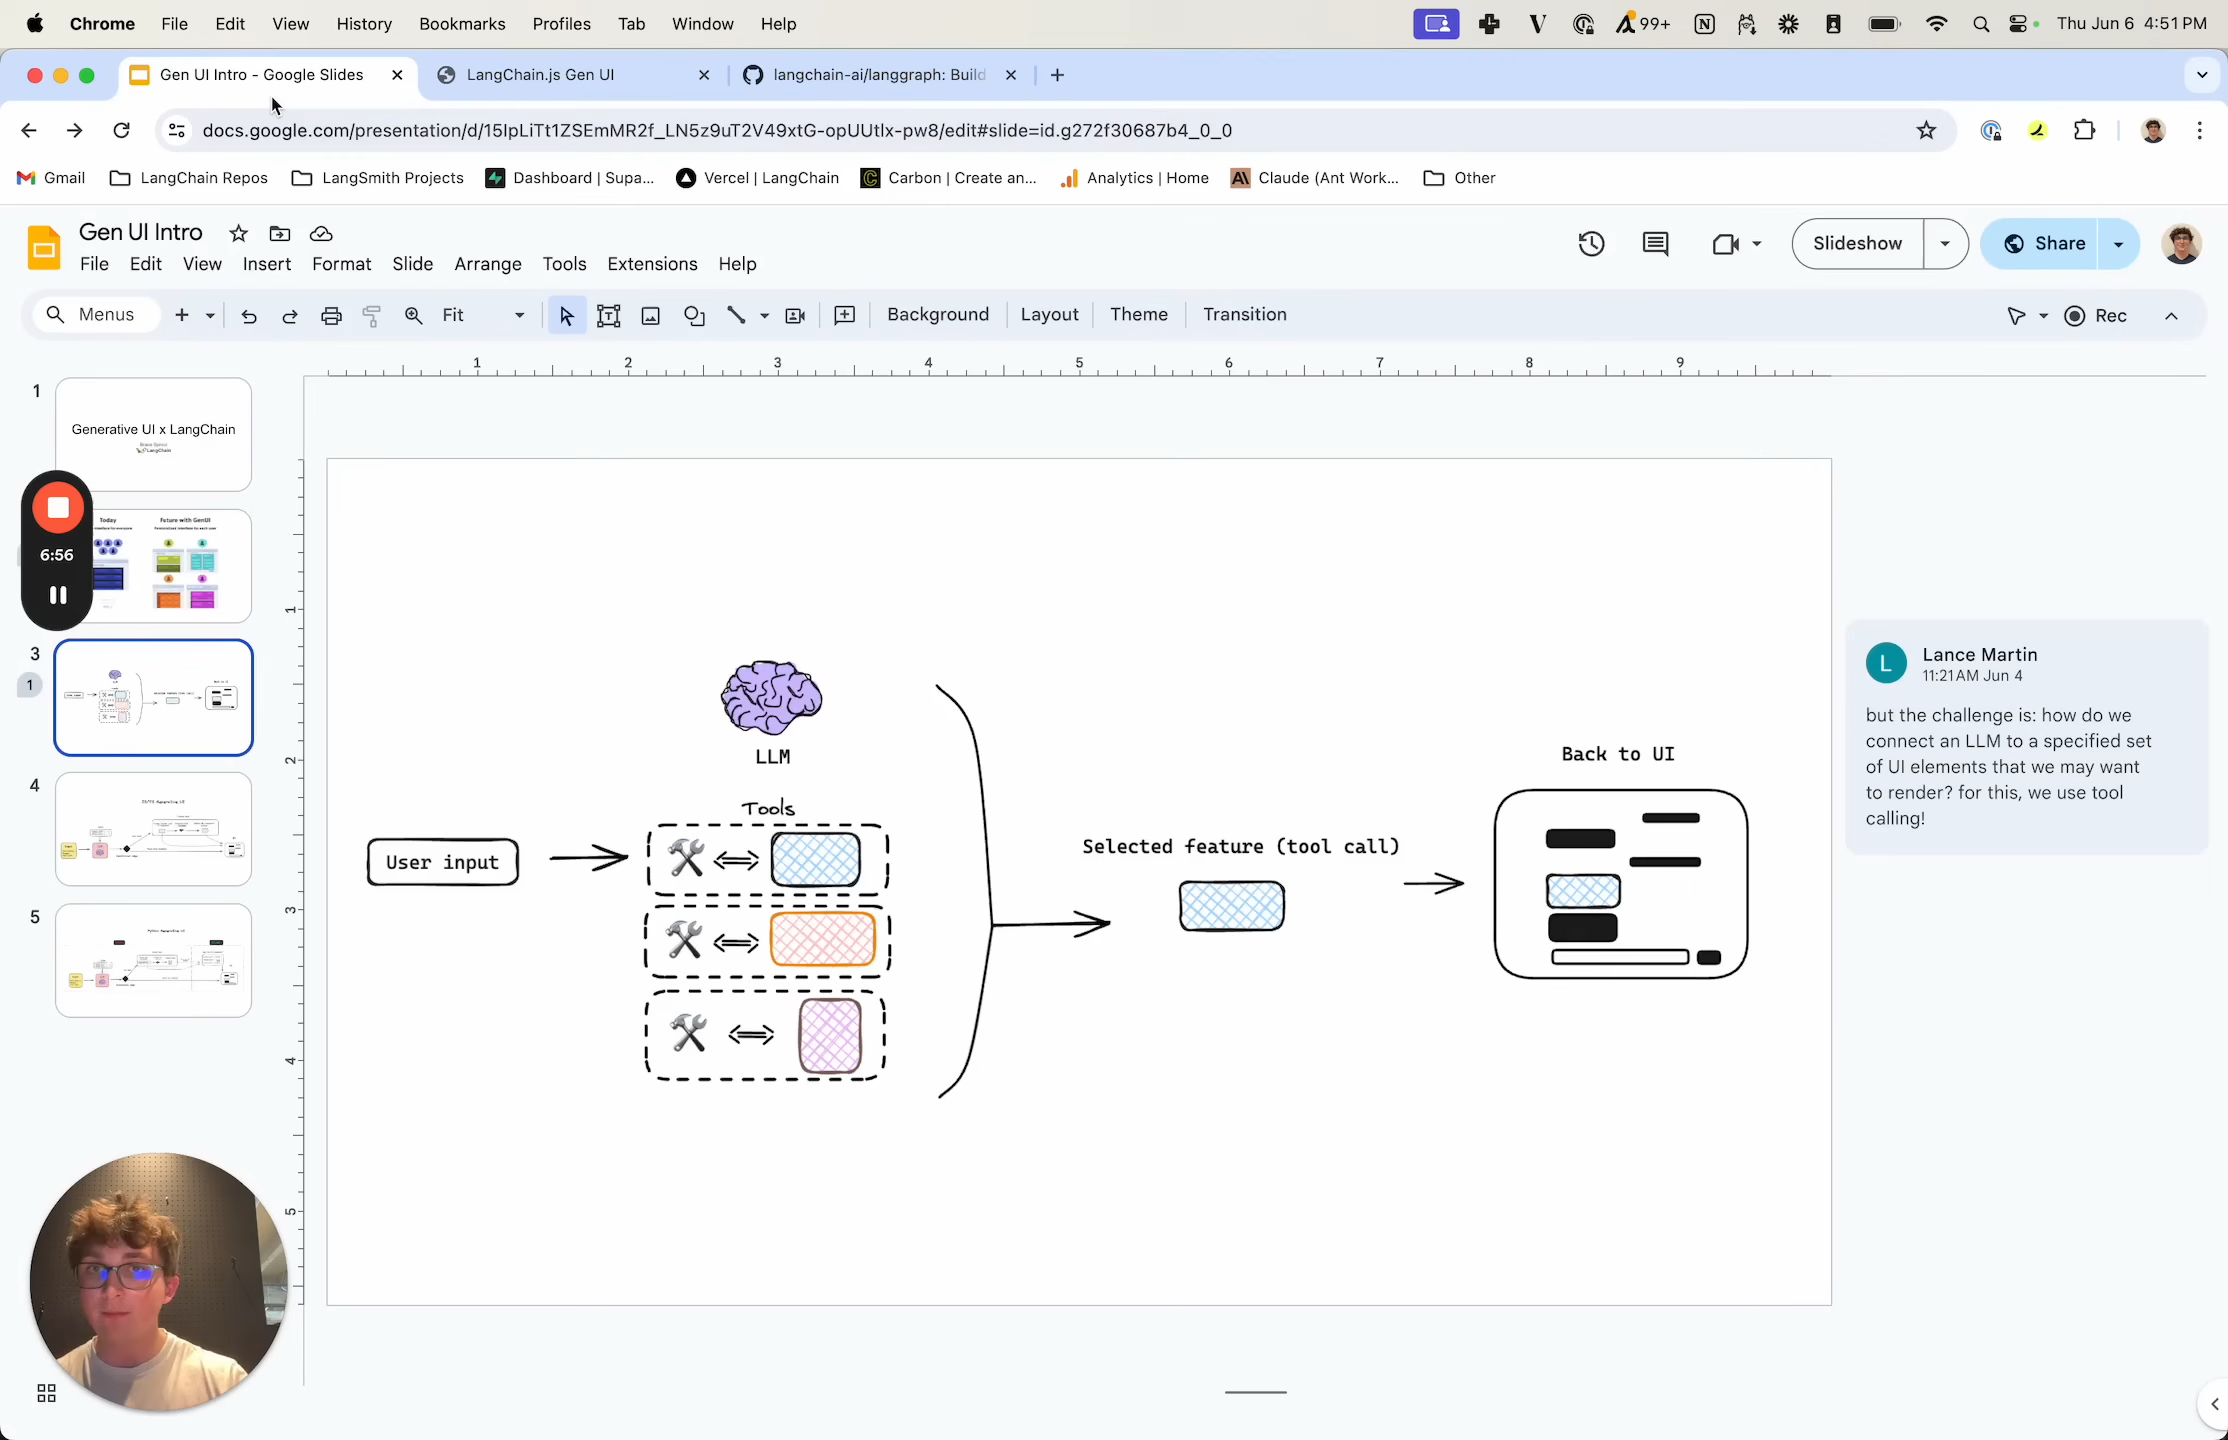 Chrome File Edit View History Bookmarks Profiles Tab Window Help 99+ Thu Jun 6 4:51 PM
Gen UI Intro - Google Slides LangChain.js Gen UI langchain-ai/langgraph: Build
docs.google.com/presentation/d/15IpLiTt1ZSEmMR2f_LN5z9uT2V49xtG-opUUtlx-pw8/edit#slide=id.g272f30687b4_0_0
Gmail LangChain Repos LangSmith Projects Dashboard | Supa... Vercel | LangChain Carbon | Create an... Analytics | Home Claude (Ant Work... Other
Gen UI Intro
File Edit View Insert Format Slide Arrange Tools Extensions Help
Slideshow Share
Menus Fit Background Layout Theme Transition Rec
1 2 3 4 5 6 7 8 9
1
Generative UI x LangChain
LangChain
Today Future with GenUI
6:56
3
1
4
5
1
2
3
4
5
LLM
Tools
User input
Selected feature (tool call)
Back to UI
L
Lance Martin
11:21 AM Jun 4
but the challenge is: how do we
connect an LLM to a specified set
of UI elements that we may want
to render? for this, we use tool
calling!